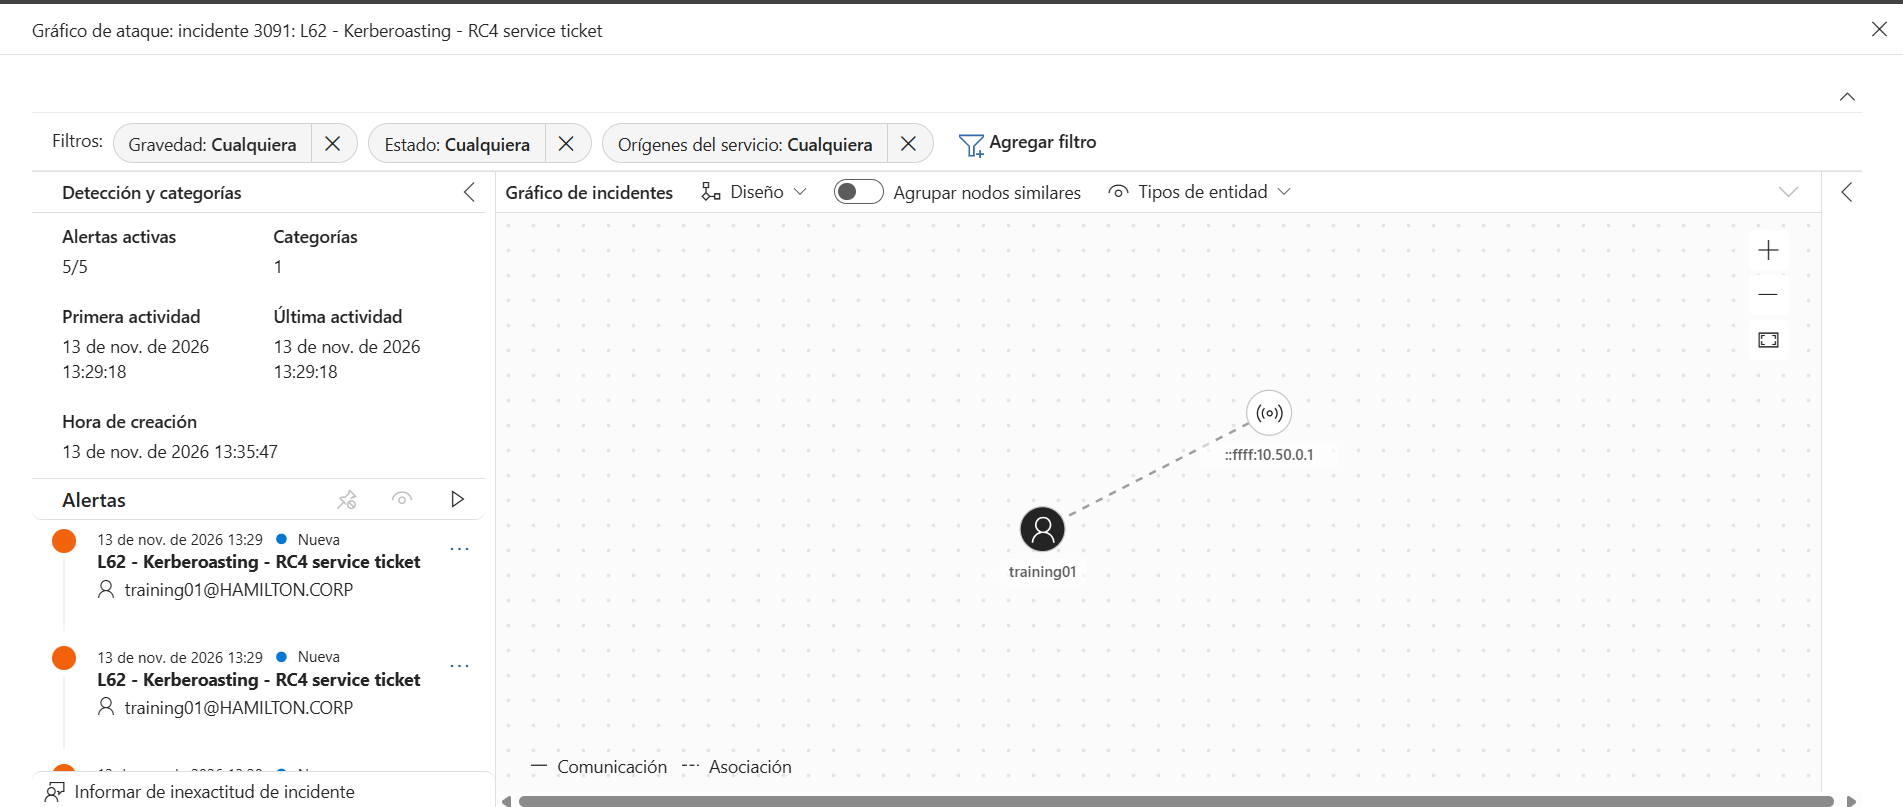 Gráfico de ataque: incidente 3091: L62 - Kerberoasting - RC4 service ticket
Filtros:
Gravedad: Cualquiera
Estado: Cualquiera
Orígenes del servicio: Cualquiera
Agregar filtro
Detección y categorías
Alertas activas
5/5
Categorías
1
Primera actividad
13 de nov. de 2026
13:29:18
Última actividad
13 de nov. de 2026
13:29:18
Hora de creación
13 de nov. de 2026 13:35:47
Alertas
13 de nov. de 2026 13:29 Nueva
L62 - Kerberoasting - RC4 service ticket
training01@HAMILTON.CORP
13 de nov. de 2026 13:29 Nueva
L62 - Kerberoasting - RC4 service ticket
training01@HAMILTON.CORP
Informar de inexactitud de incidente
Gráfico de incidentes
Diseño
Agrupar nodos similares
Tipos de entidad
::ffff:10.50.0.1
training01
Comunicación
Asociación